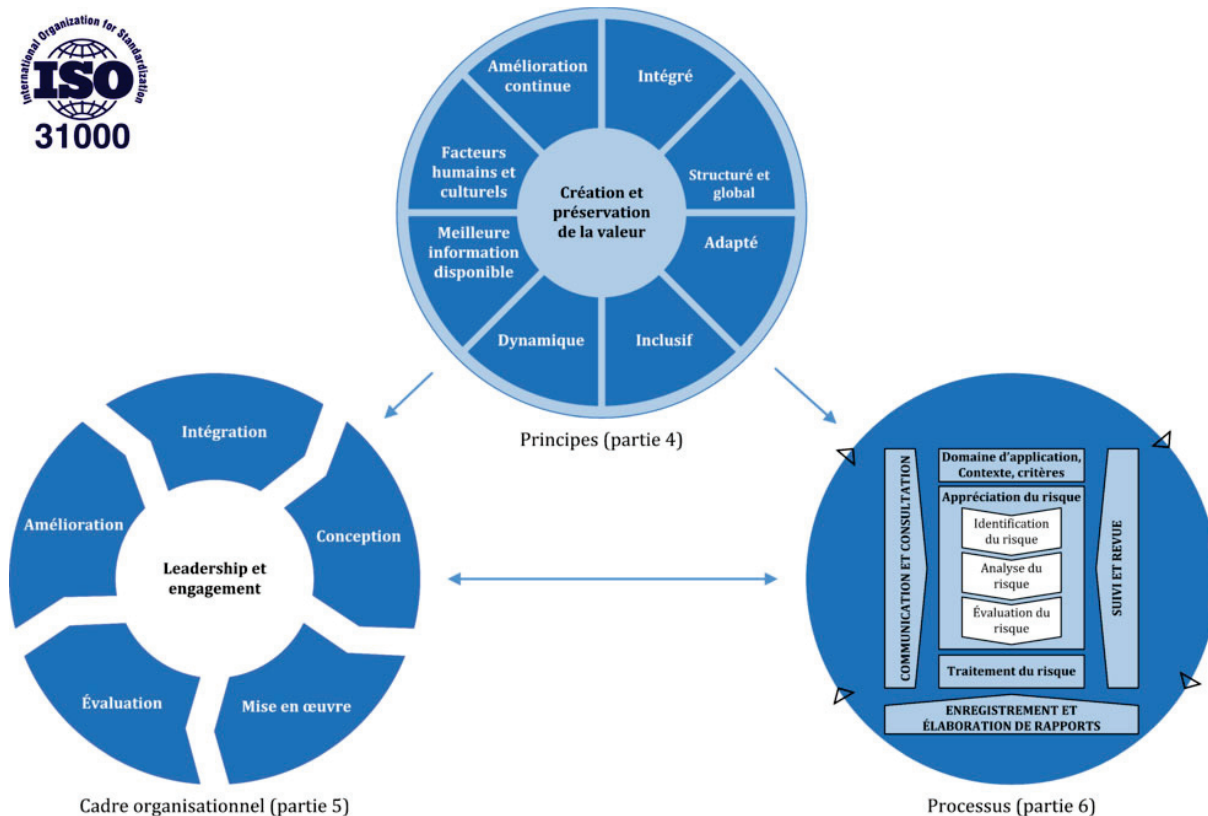 International Organization for Standardization
ISO
31000
Amélioration
continue
Intégré
Facteurs
humains et
culturels
Structuré et
global
Création et
préservation
de la valeur
Meilleure
information
disponible
Adapté
Dynamique
Inclusif
Principes (partie 4)
Intégration
Amélioration
Conception
Leadership et
engagement
Évaluation
Mise en œuvre
Cadre organisationnel (partie 5)
COMMUNICATION ET CONSULTATION
Domaine d'application,
Contexte, critères
Appréciation du risque
Identification
du risque
Analyse du
risque
Évaluation du
risque
Traitement du risque
SUIVI ET REVUE
ENREGISTREMENT ET
ÉLABORATION DE RAPPORTS
Processus (partie 6)